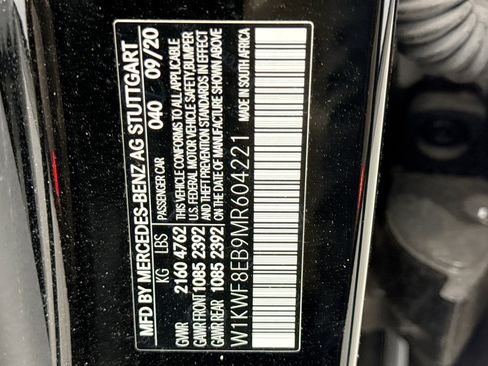 MFD BY MERCEDES-BENZ AG STUTTGART
PASSENGER CAR 040 09/20
KG LBS
GVWR 2160 4762
GAWR FRONT 1085 2392
GAWR REAR 1085 2392
THIS VEHICLE CONFORMS TO ALL APPLICABLE
U.S. FEDERAL MOTOR VEHICLE SAFETY, BUMPER
AND THEFT PREVENTION STANDARDS IN EFFECT
ON THE DATE OF MANUFACTURE SHOWN ABOVE.
W1KWF8EB9MR604221
MADE IN SOUTH AFRICA